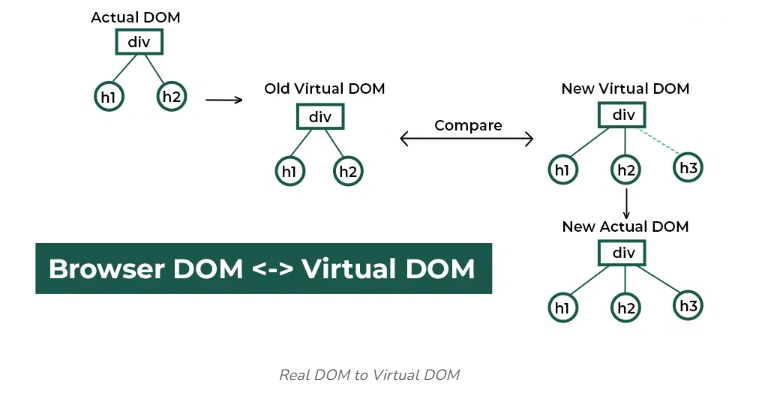 Actual DOM
div
h1
h2
Old Virtual DOM
div
h1
h2
Compare
New Virtual DOM
div
h1
h2
h3
New Actual DOM
div
h1
h2
h3
Browser DOM <-> Virtual DOM
Real DOM to Virtual DOM